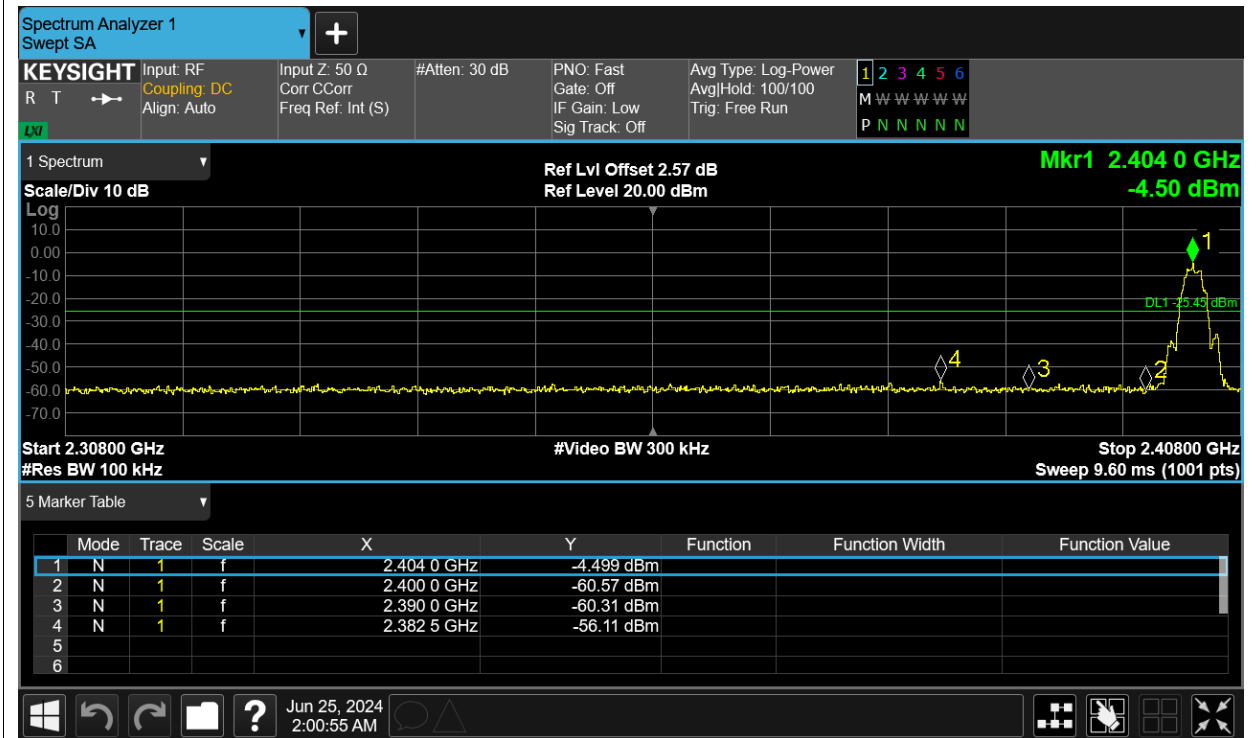 Spectrum Analyzer 1
Swept SA
+
KEYSIGHT Input: RF Input Z: 50 Ω #Atten: 30 dB PNO: Fast Avg Type: Log-Power 1 2 3 4 5 6
R T Coupling: DC Corr CCorr Gate: Off Avg|Hold: 100/100 M W W W W W
Align: Auto Freq Ref: Int (S) IF Gain: Low Trig: Free Run
LXI Sig Track: Off P N N N N N
1 Spectrum Ref Lvl Offset 2.57 dB Mkr1 2.404 0 GHz
Scale/Div 10 dB Ref Level 20.00 dBm -4.50 dBm
Log
10.0 1
0.00
-10.0
-20.0 DL1 -25.45 dBm
-30.0
-40.0
-50.0 4 3 2
-60.0
-70.0
Start 2.30800 GHz #Video BW 300 kHz Stop 2.40800 GHz
#Res BW 100 kHz Sweep 9.60 ms (1001 pts)
5 Marker Table
Mode Trace Scale X Y Function Function Width Function Value
1 N 1 f 2.404 0 GHz -4.499 dBm
2 N 1 f 2.400 0 GHz -60.57 dBm
3 N 1 f 2.390 0 GHz -60.31 dBm
4 N 1 f 2.382 5 GHz -56.11 dBm
5
6
? Jun 25, 2024
2:00:55 AM